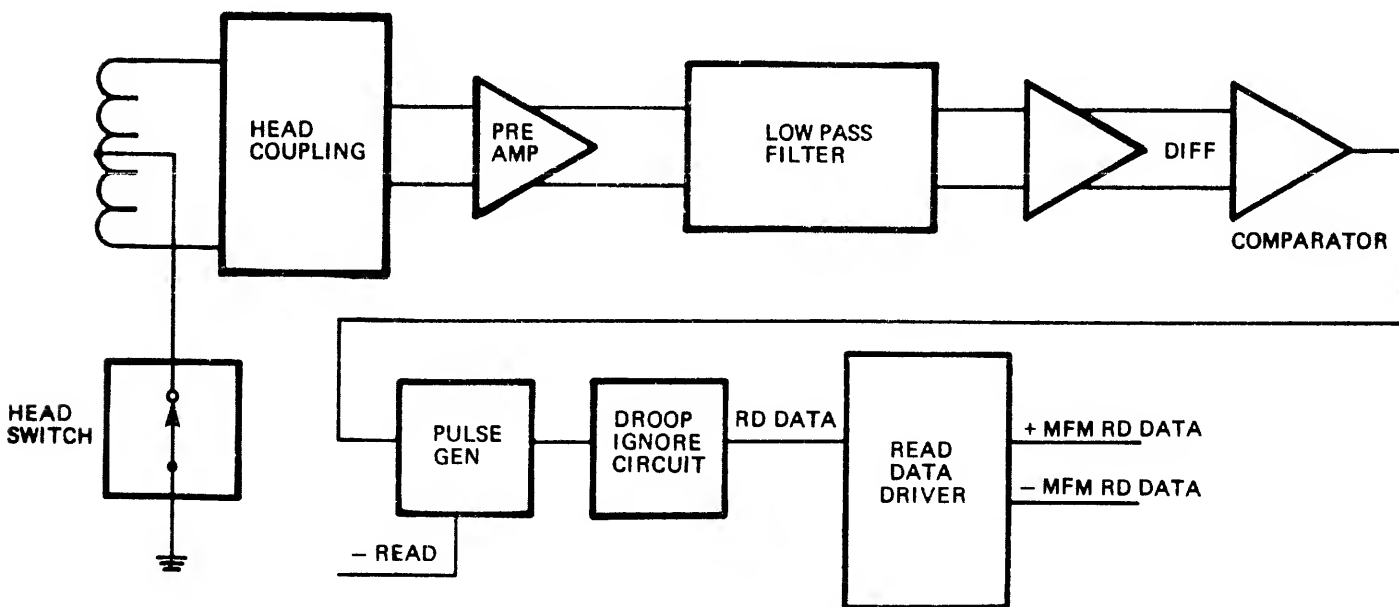 HEAD
COUPLING
PRE
AMP
LOW PASS
FILTER
DIFF
COMPARATOR
HEAD
SWITCH
PULSE
GEN
– READ
DROOP
IGNORE
CIRCUIT
RD DATA
READ
DATA
DRIVER
+ MFM RD DATA
– MFM RD DATA